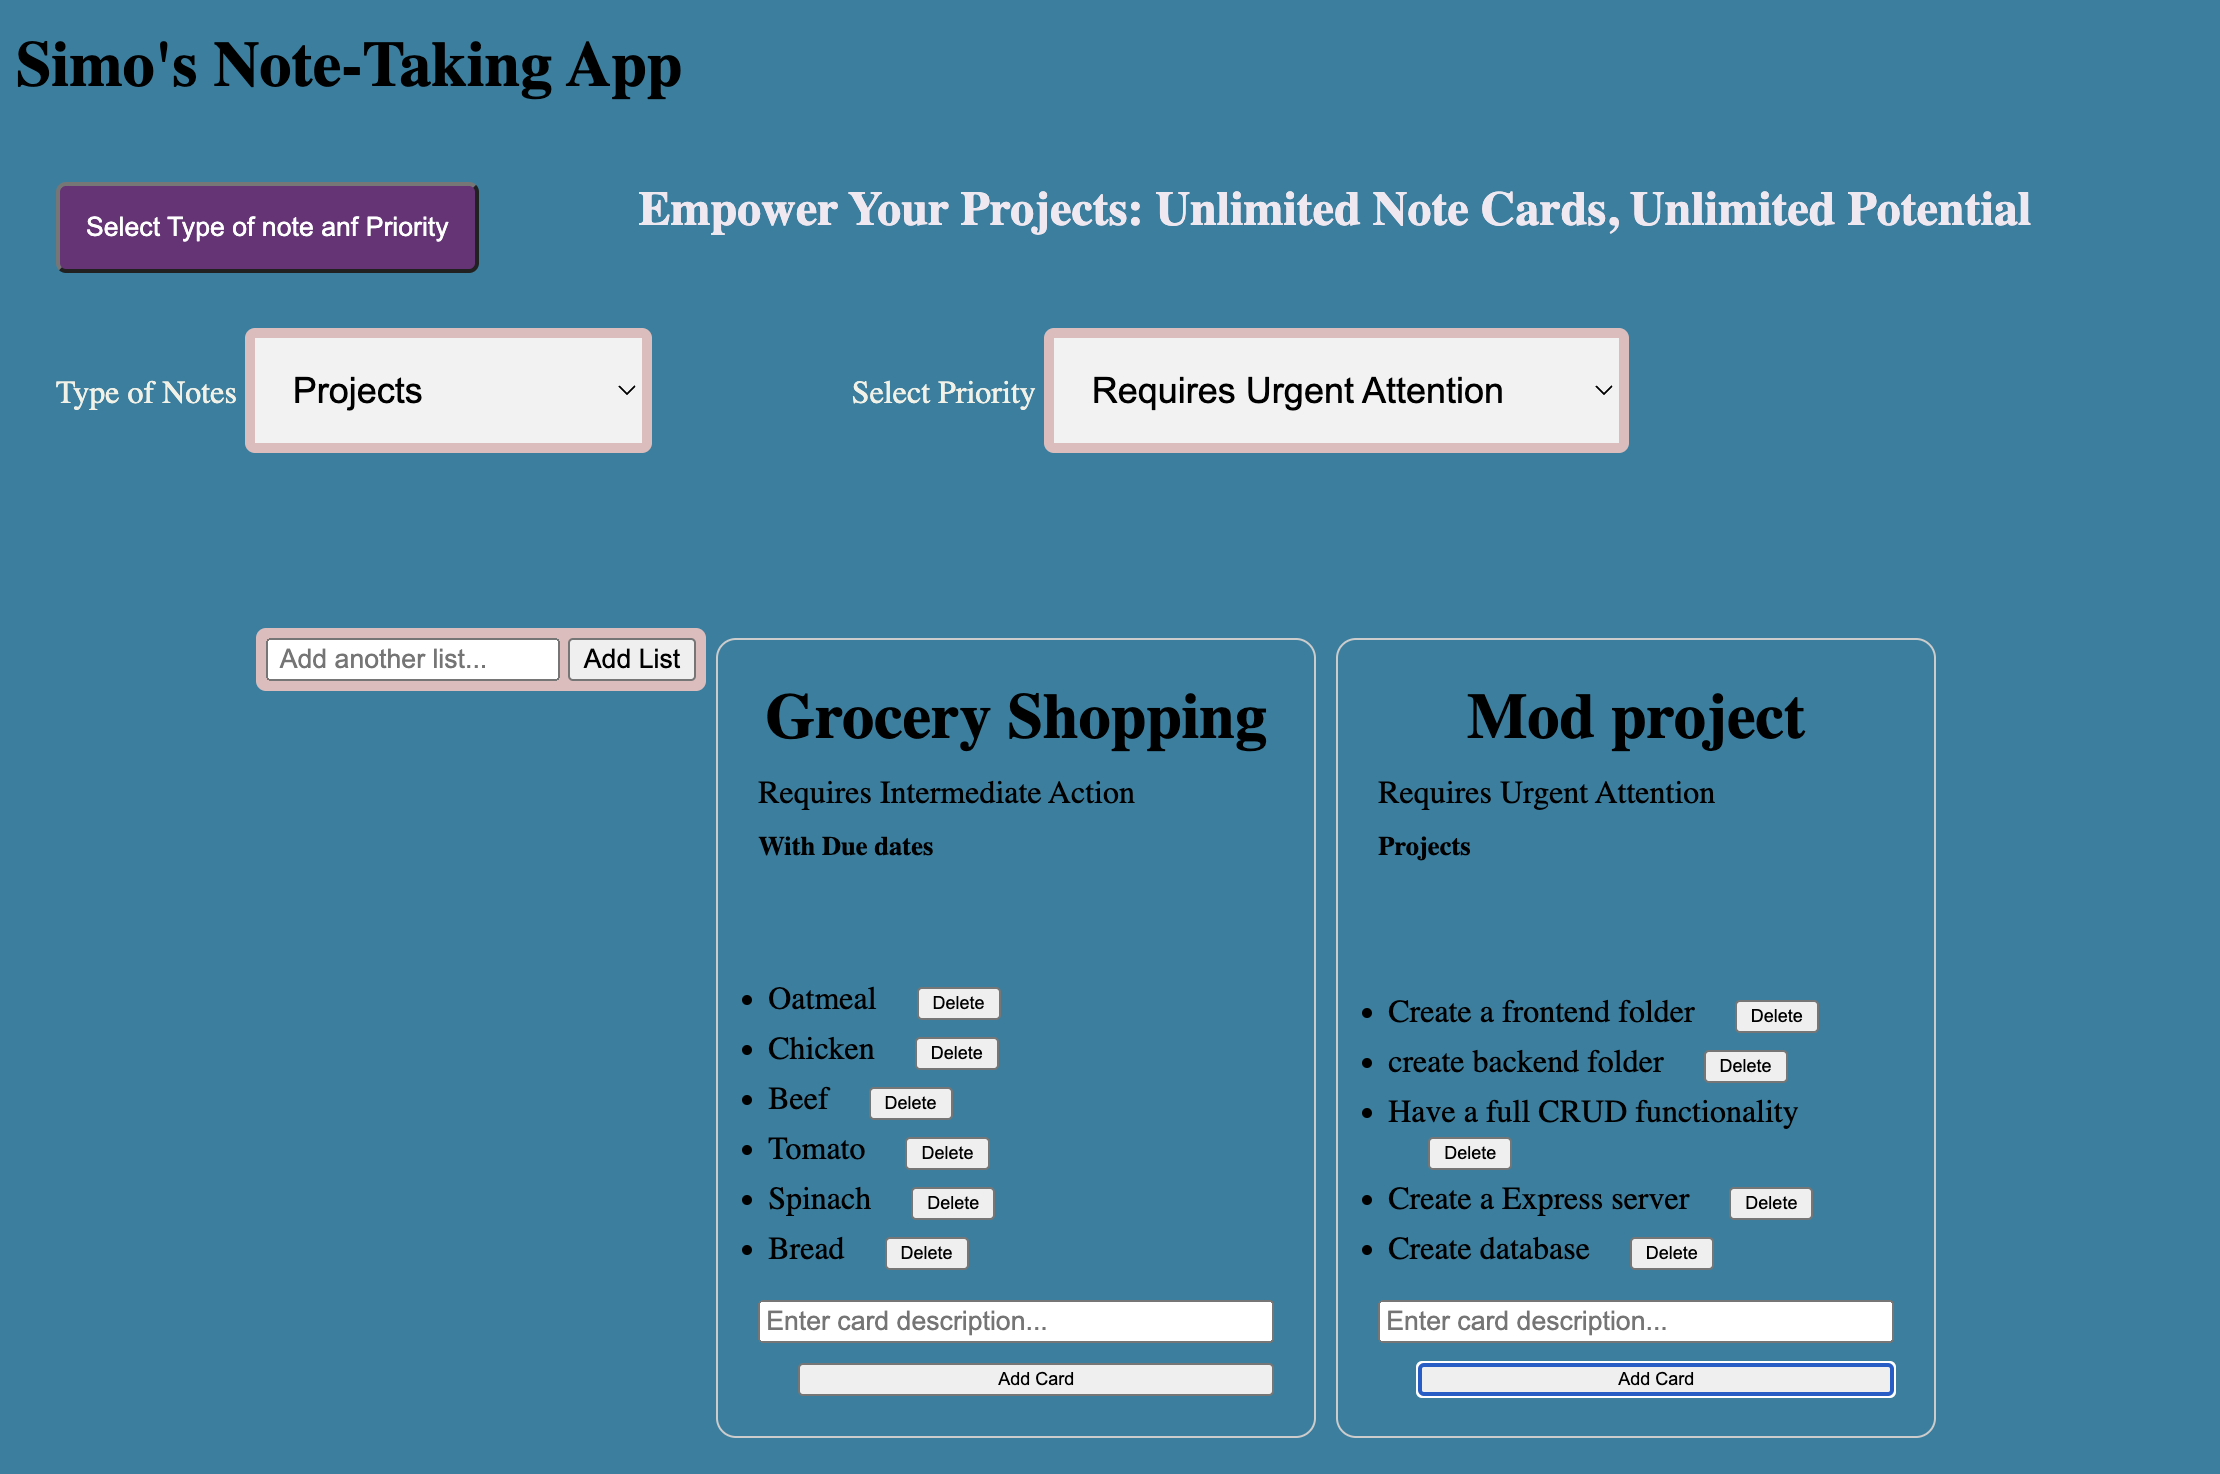 Simo's Note-Taking App
Select Type of note anf Priority
Empower Your Projects: Unlimited Note Cards, Unlimited Potential
Type of Notes
Projects
Select Priority
Requires Urgent Attention
Add another list...
Add List
Grocery Shopping
Requires Intermediate Action
With Due dates
Oatmeal Delete
Chicken Delete
Beef Delete
Tomato Delete
Spinach Delete
Bread Delete
Enter card description...
Add Card
Mod project
Requires Urgent Attention
Projects
Create a frontend folder Delete
create backend folder Delete
Have a full CRUD functionality
Delete
Create a Express server Delete
Create database Delete
Enter card description...
Add Card